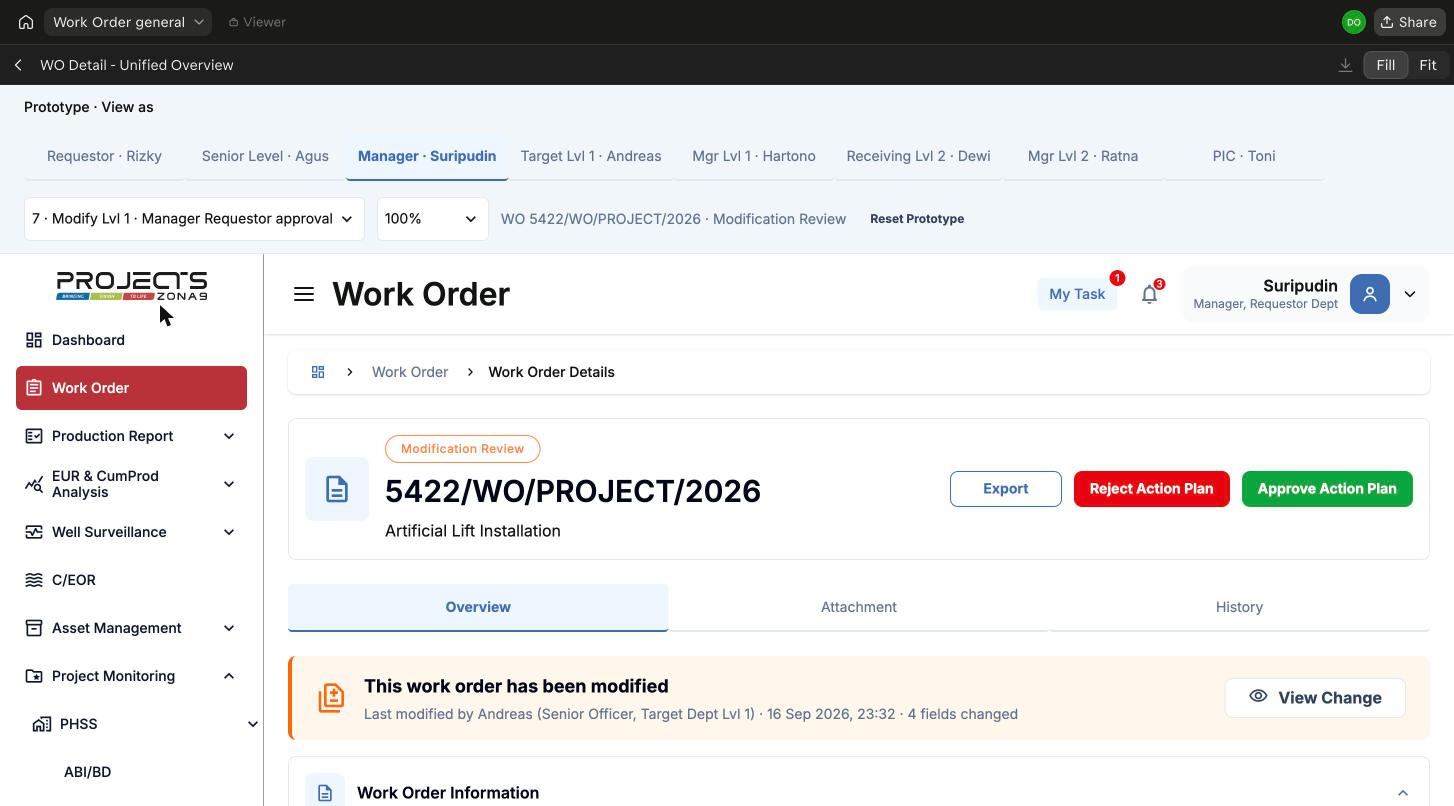 Work Order general
Viewer
DO
Share
WO Detail - Unified Overview
Fill
Fit
Prototype · View as
Requestor · Rizky
Senior Level · Agus
Manager · Suripudin
Target Lvl 1 · Andreas
Mgr Lvl 1 · Hartono
Receiving Lvl 2 · Dewi
Mgr Lvl 2 · Ratna
PIC · Toni
7 · Modify Lvl 1 · Manager Requestor approval
100%
WO 5422/WO/PROJECT/2026 · Modification Review
Reset Prototype
PROJECTS
BRINGING VISION TO LIFE ZONA9
Dashboard
Work Order
Production Report
EUR & CumProd
Analysis
Well Surveillance
C/EOR
Asset Management
Project Monitoring
PHSS
ABI/BD
Work Order
My Task
1
3
Suripudin
Manager, Requestor Dept
Work Order
Work Order Details
Modification Review
5422/WO/PROJECT/2026
Artificial Lift Installation
Export
Reject Action Plan
Approve Action Plan
Overview
Attachment
History
This work order has been modified
Last modified by Andreas (Senior Officer, Target Dept Lvl 1) · 16 Sep 2026, 23:32 · 4 fields changed
View Change
Work Order Information